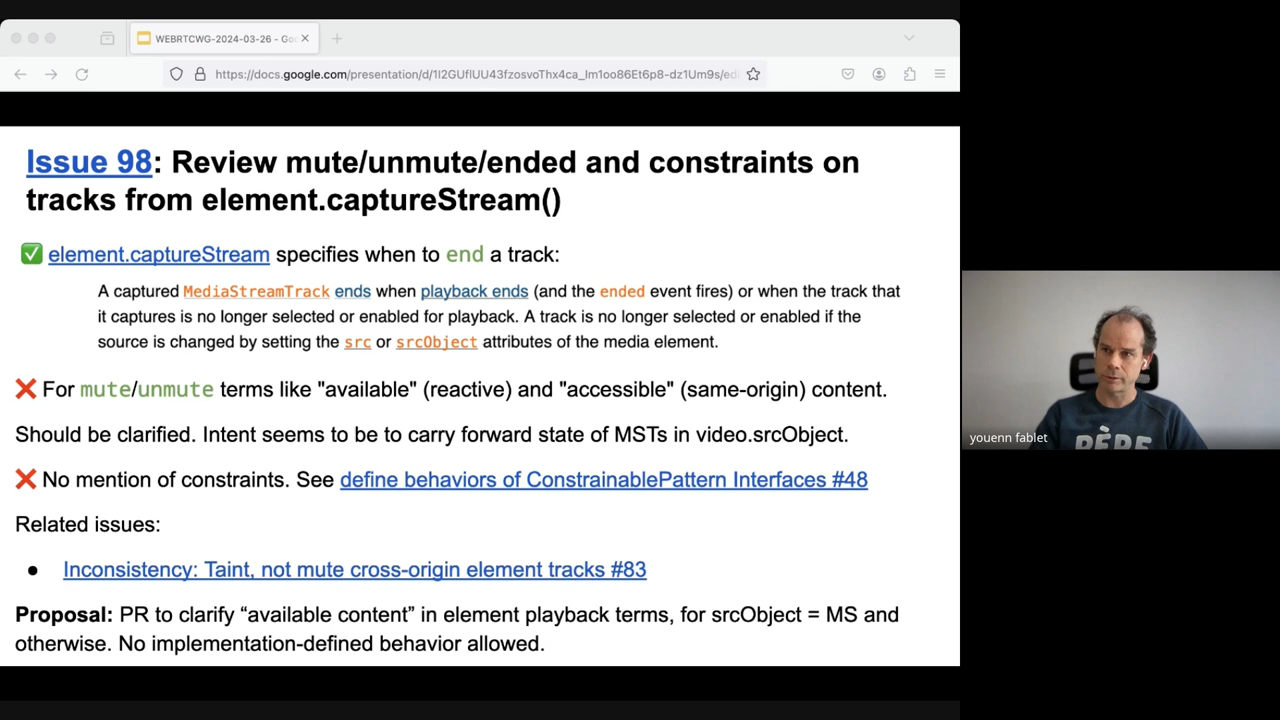 WEBRTCWG-2024-03-26 - Goo
https://docs.google.com/presentation/d/1I2GUflUU43fzosvoThx4ca_Im1oo86Et6p8-dz1Um9s/edi
Issue 98: Review mute/unmute/ended and constraints on
tracks from element.captureStream()
✅ element.captureStream specifies when to end a track:
A captured MediaStreamTrack ends when playback ends (and the ended event fires) or when the track that
it captures is no longer selected or enabled for playback. A track is no longer selected or enabled if the
source is changed by setting the src or srcObject attributes of the media element.
❌ For mute/unmute terms like "available" (reactive) and "accessible" (same-origin) content.
Should be clarified. Intent seems to be to carry forward state of MSTs in video.srcObject.
❌ No mention of constraints. See define behaviors of ConstrainablePattern Interfaces #48
Related issues:
● Inconsistency: Taint, not mute cross-origin element tracks #83
Proposal: PR to clarify “available content” in element playback terms, for srcObject = MS and
otherwise. No implementation-defined behavior allowed.
youenn fablet
PÈRE